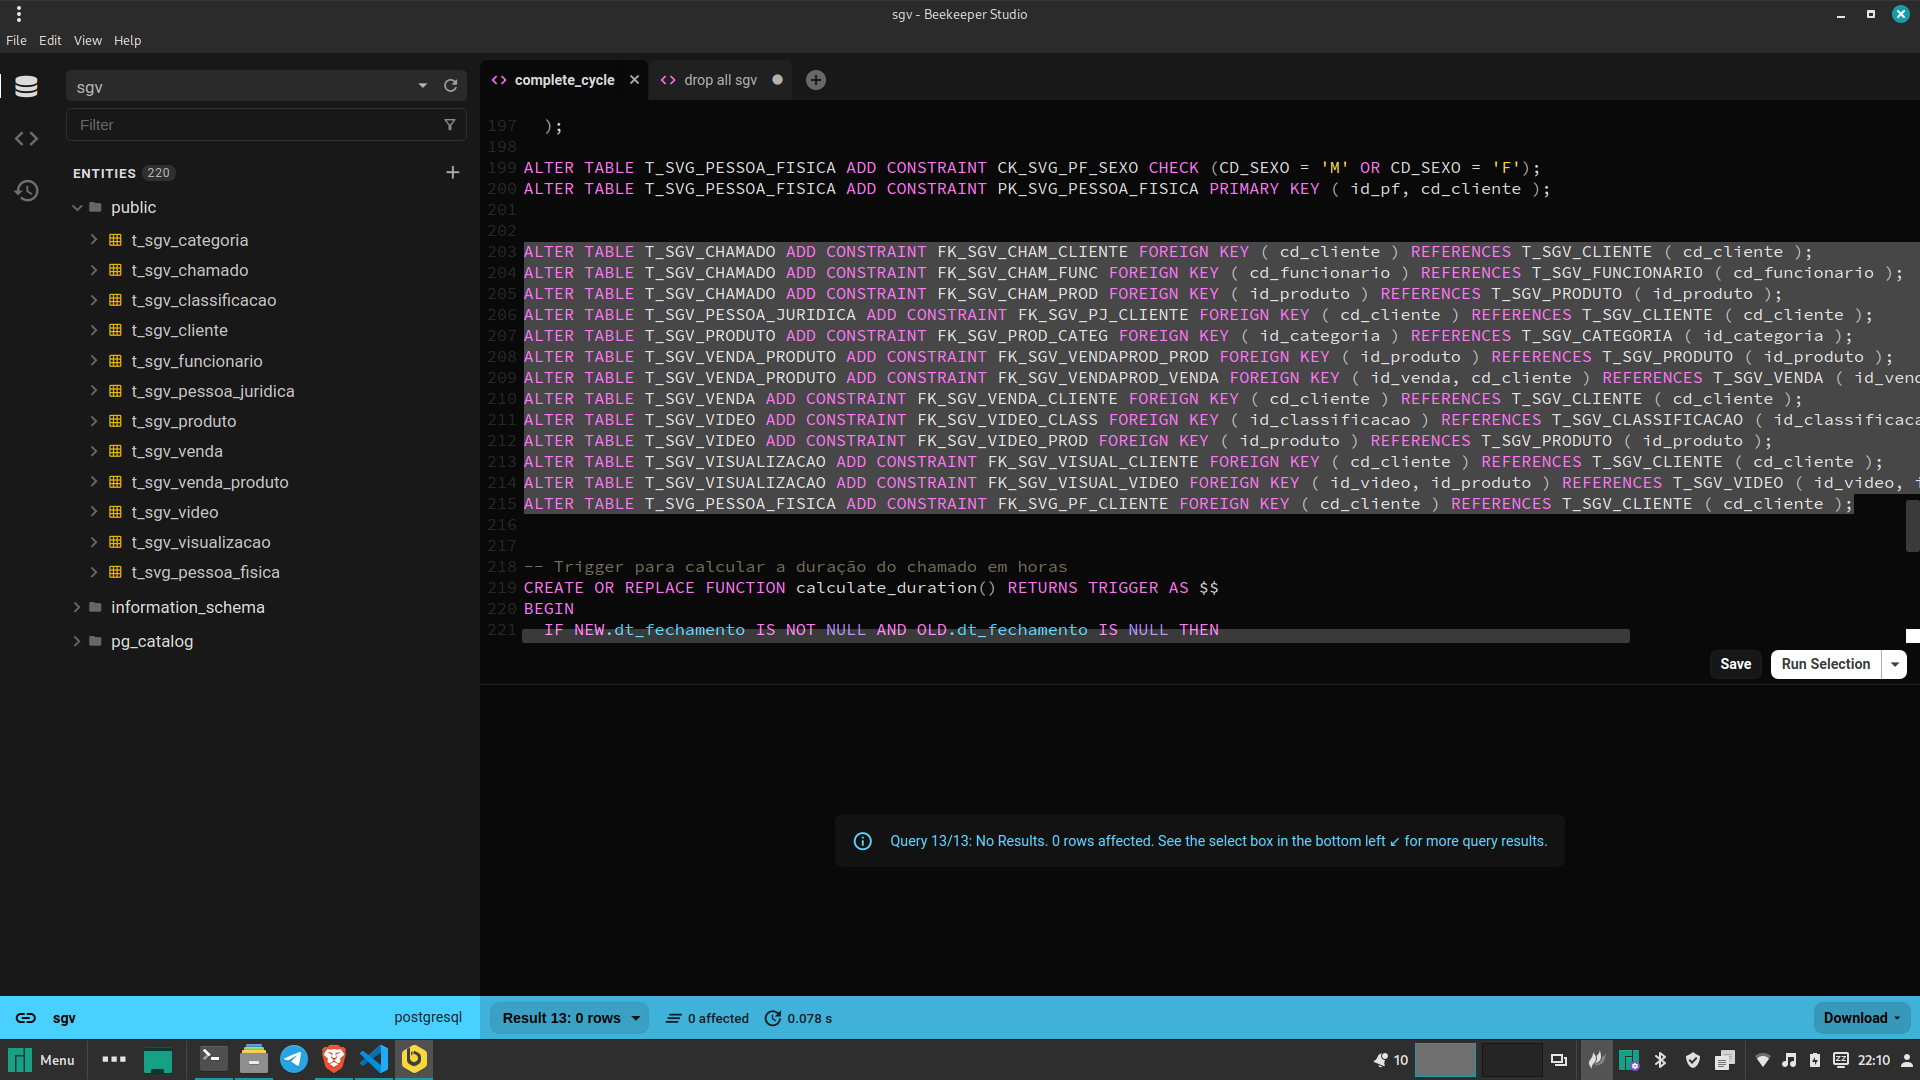 sgv - Beekeeper Studio
File Edit View Help
sgv
Filter
ENTITIES 220
public
t_sgv_categoria
t_sgv_chamado
t_sgv_classificacao
t_sgv_cliente
t_sgv_funcionario
t_sgv_pessoa_juridica
t_sgv_produto
t_sgv_venda
t_sgv_venda_produto
t_sgv_video
t_sgv_visualizacao
t_svg_pessoa_fisica
information_schema
pg_catalog
complete_cycle drop all sgv
197 );
198
199 ALTER TABLE T_SVG_PESSOA_FISICA ADD CONSTRAINT CK_SVG_PF_SEXO CHECK (CD_SEXO = 'M' OR CD_SEXO = 'F');
200 ALTER TABLE T_SVG_PESSOA_FISICA ADD CONSTRAINT PK_SVG_PESSOA_FISICA PRIMARY KEY ( id_pf, cd_cliente );
201
202
203 ALTER TABLE T_SGV_CHAMADO ADD CONSTRAINT FK_SGV_CHAM_CLIENTE FOREIGN KEY ( cd_cliente ) REFERENCES T_SGV_CLIENTE ( cd_cliente );
204 ALTER TABLE T_SGV_CHAMADO ADD CONSTRAINT FK_SGV_CHAM_FUNC FOREIGN KEY ( cd_funcionario ) REFERENCES T_SGV_FUNCIONARIO ( cd_funcionario );
205 ALTER TABLE T_SGV_CHAMADO ADD CONSTRAINT FK_SGV_CHAM_PROD FOREIGN KEY ( id_produto ) REFERENCES T_SGV_PRODUTO ( id_produto );
206 ALTER TABLE T_SGV_PESSOA_JURIDICA ADD CONSTRAINT FK_SGV_PJ_CLIENTE FOREIGN KEY ( cd_cliente ) REFERENCES T_SGV_CLIENTE ( cd_cliente );
207 ALTER TABLE T_SGV_PRODUTO ADD CONSTRAINT FK_SGV_PROD_CATEG FOREIGN KEY ( id_categoria ) REFERENCES T_SGV_CATEGORIA ( id_categoria );
208 ALTER TABLE T_SGV_VENDA_PRODUTO ADD CONSTRAINT FK_SGV_VENDAPROD_PROD FOREIGN KEY ( id_produto ) REFERENCES T_SGV_PRODUTO ( id_produto );
209 ALTER TABLE T_SGV_VENDA_PRODUTO ADD CONSTRAINT FK_SGV_VENDAPROD_VENDA FOREIGN KEY ( id_venda, cd_cliente ) REFERENCES T_SGV_VENDA ( id_venc
210 ALTER TABLE T_SGV_VENDA ADD CONSTRAINT FK_SGV_VENDA_CLIENTE FOREIGN KEY ( cd_cliente ) REFERENCES T_SGV_CLIENTE ( cd_cliente );
211 ALTER TABLE T_SGV_VIDEO ADD CONSTRAINT FK_SGV_VIDEO_CLASS FOREIGN KEY ( id_classificacao ) REFERENCES T_SGV_CLASSIFICACAO ( id_classifica
212 ALTER TABLE T_SGV_VIDEO ADD CONSTRAINT FK_SGV_VIDEO_PROD FOREIGN KEY ( id_produto ) REFERENCES T_SGV_PRODUTO ( id_produto );
213 ALTER TABLE T_SGV_VISUALIZACAO ADD CONSTRAINT FK_SGV_VISUAL_CLIENTE FOREIGN KEY ( cd_cliente ) REFERENCES T_SGV_CLIENTE ( cd_cliente );
214 ALTER TABLE T_SGV_VISUALIZACAO ADD CONSTRAINT FK_SGV_VISUAL_VIDEO FOREIGN KEY ( id_video, id_produto ) REFERENCES T_SGV_VIDEO ( id_video,
215 ALTER TABLE T_SVG_PESSOA_FISICA ADD CONSTRAINT FK_SVG_PF_CLIENTE FOREIGN KEY ( cd_cliente ) REFERENCES T_SGV_CLIENTE ( cd_cliente );
216
217
218 -- Trigger para calcular a duração do chamado em horas
219 CREATE OR REPLACE FUNCTION calculate_duration() RETURNS TRIGGER AS $$
220 BEGIN
221 IF NEW.dt_fechamento IS NOT NULL AND OLD.dt_fechamento IS NULL THEN
Save Run Selection
Query 13/13: No Results. 0 rows affected. See the select box in the bottom left ↙ for more query results.
sgv postgresql Result 13: 0 rows 0 affected 0.078 s Download
Menu 10 22:10